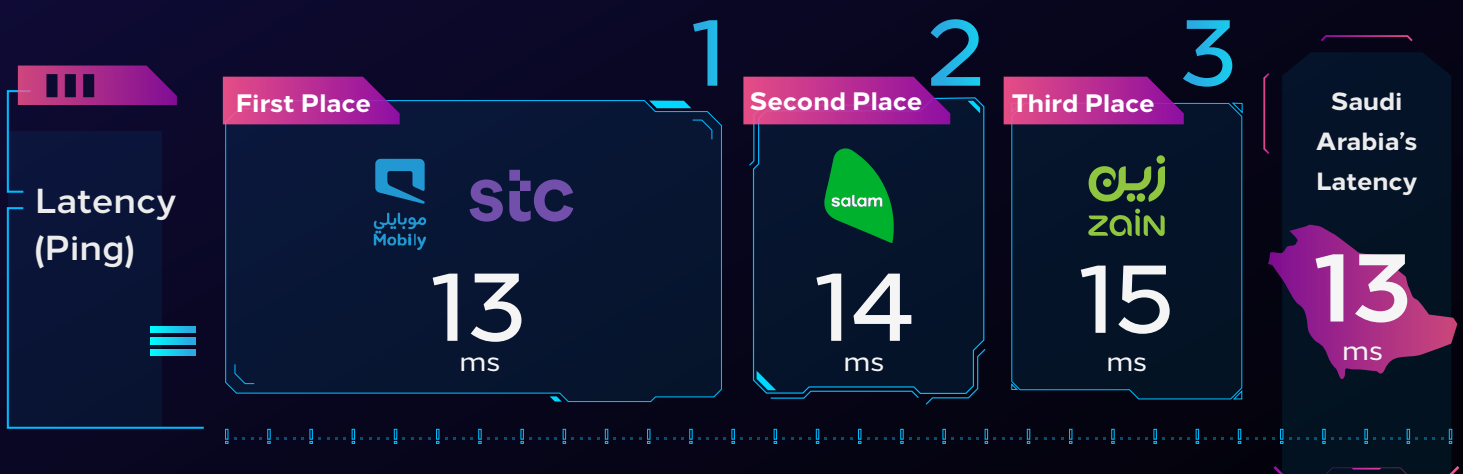 1
2
3
First Place
Second Place
Third Place
Saudi
Arabia's
Latency
Latency
(Ping)
موبايلي
Mobily
stc
salam
زين
zain
13
ms
14
ms
15
ms
13
ms